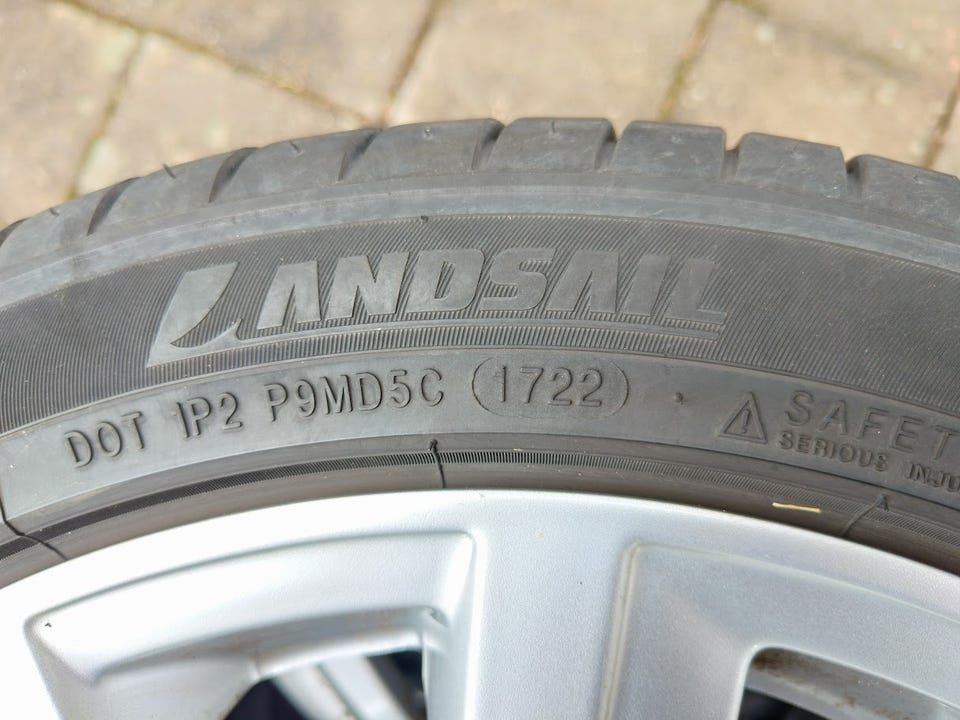 LANDSAIL
DOT 1P2 P9MD5C 1722
SAFET
SERIOUS INJU